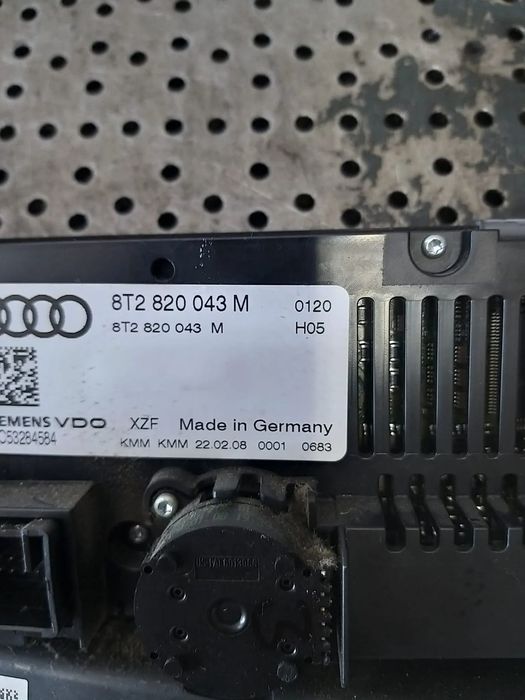 8T2 820 043 M 0120
8T2 820 043 M H05
EMENS VDO XZF Made in Germany
C53284584
KMM KMM 22.02.08 0001 0683